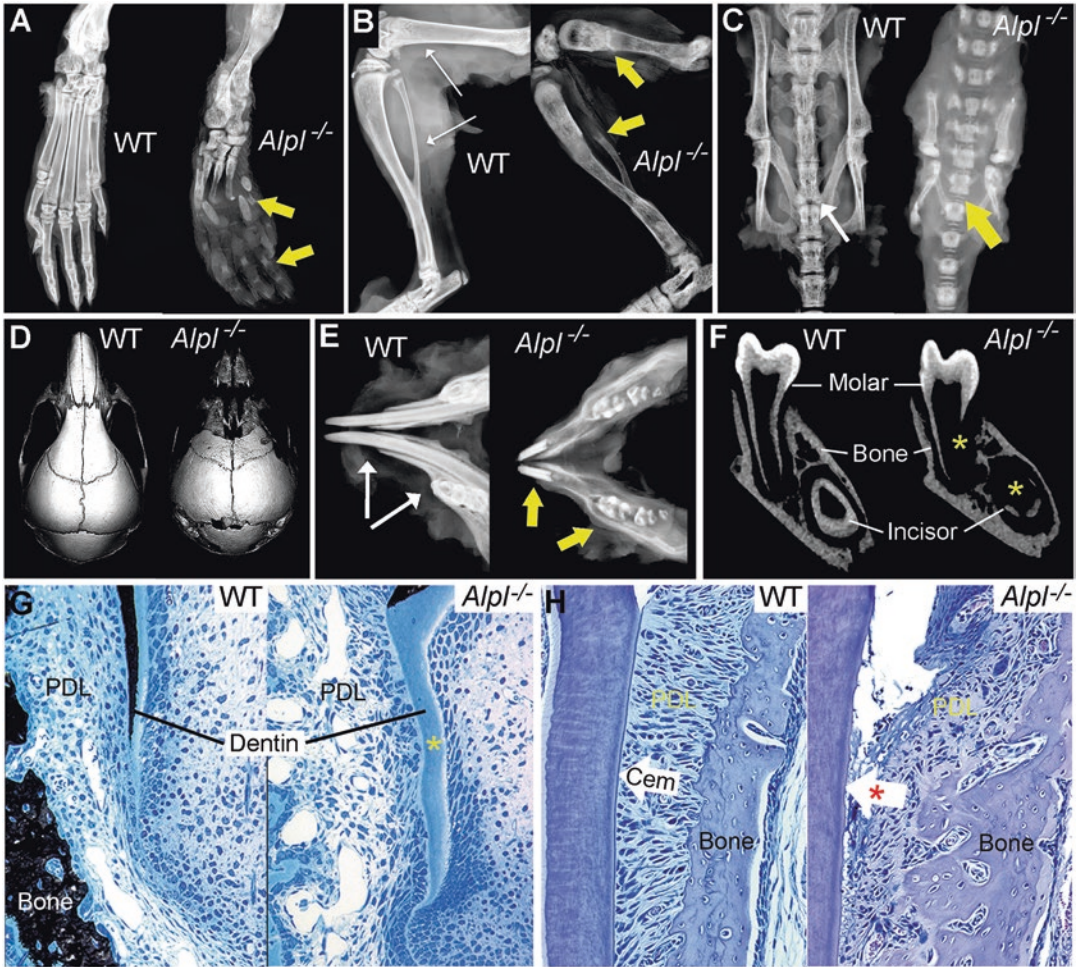 A
WT
Alpl -/-
B
WT
Alpl -/-
C
WT
Alpl -/-
D
WT
Alpl -/-
E
WT
Alpl -/-
F
WT
Alpl -/-
Molar
Bone
Incisor
*
*
G
WT
Alpl-/-
PDL
PDL
Dentin
*
Bone
H
WT
Alpl-/-
PDL
PDL
Cem
*
Bone
Bone